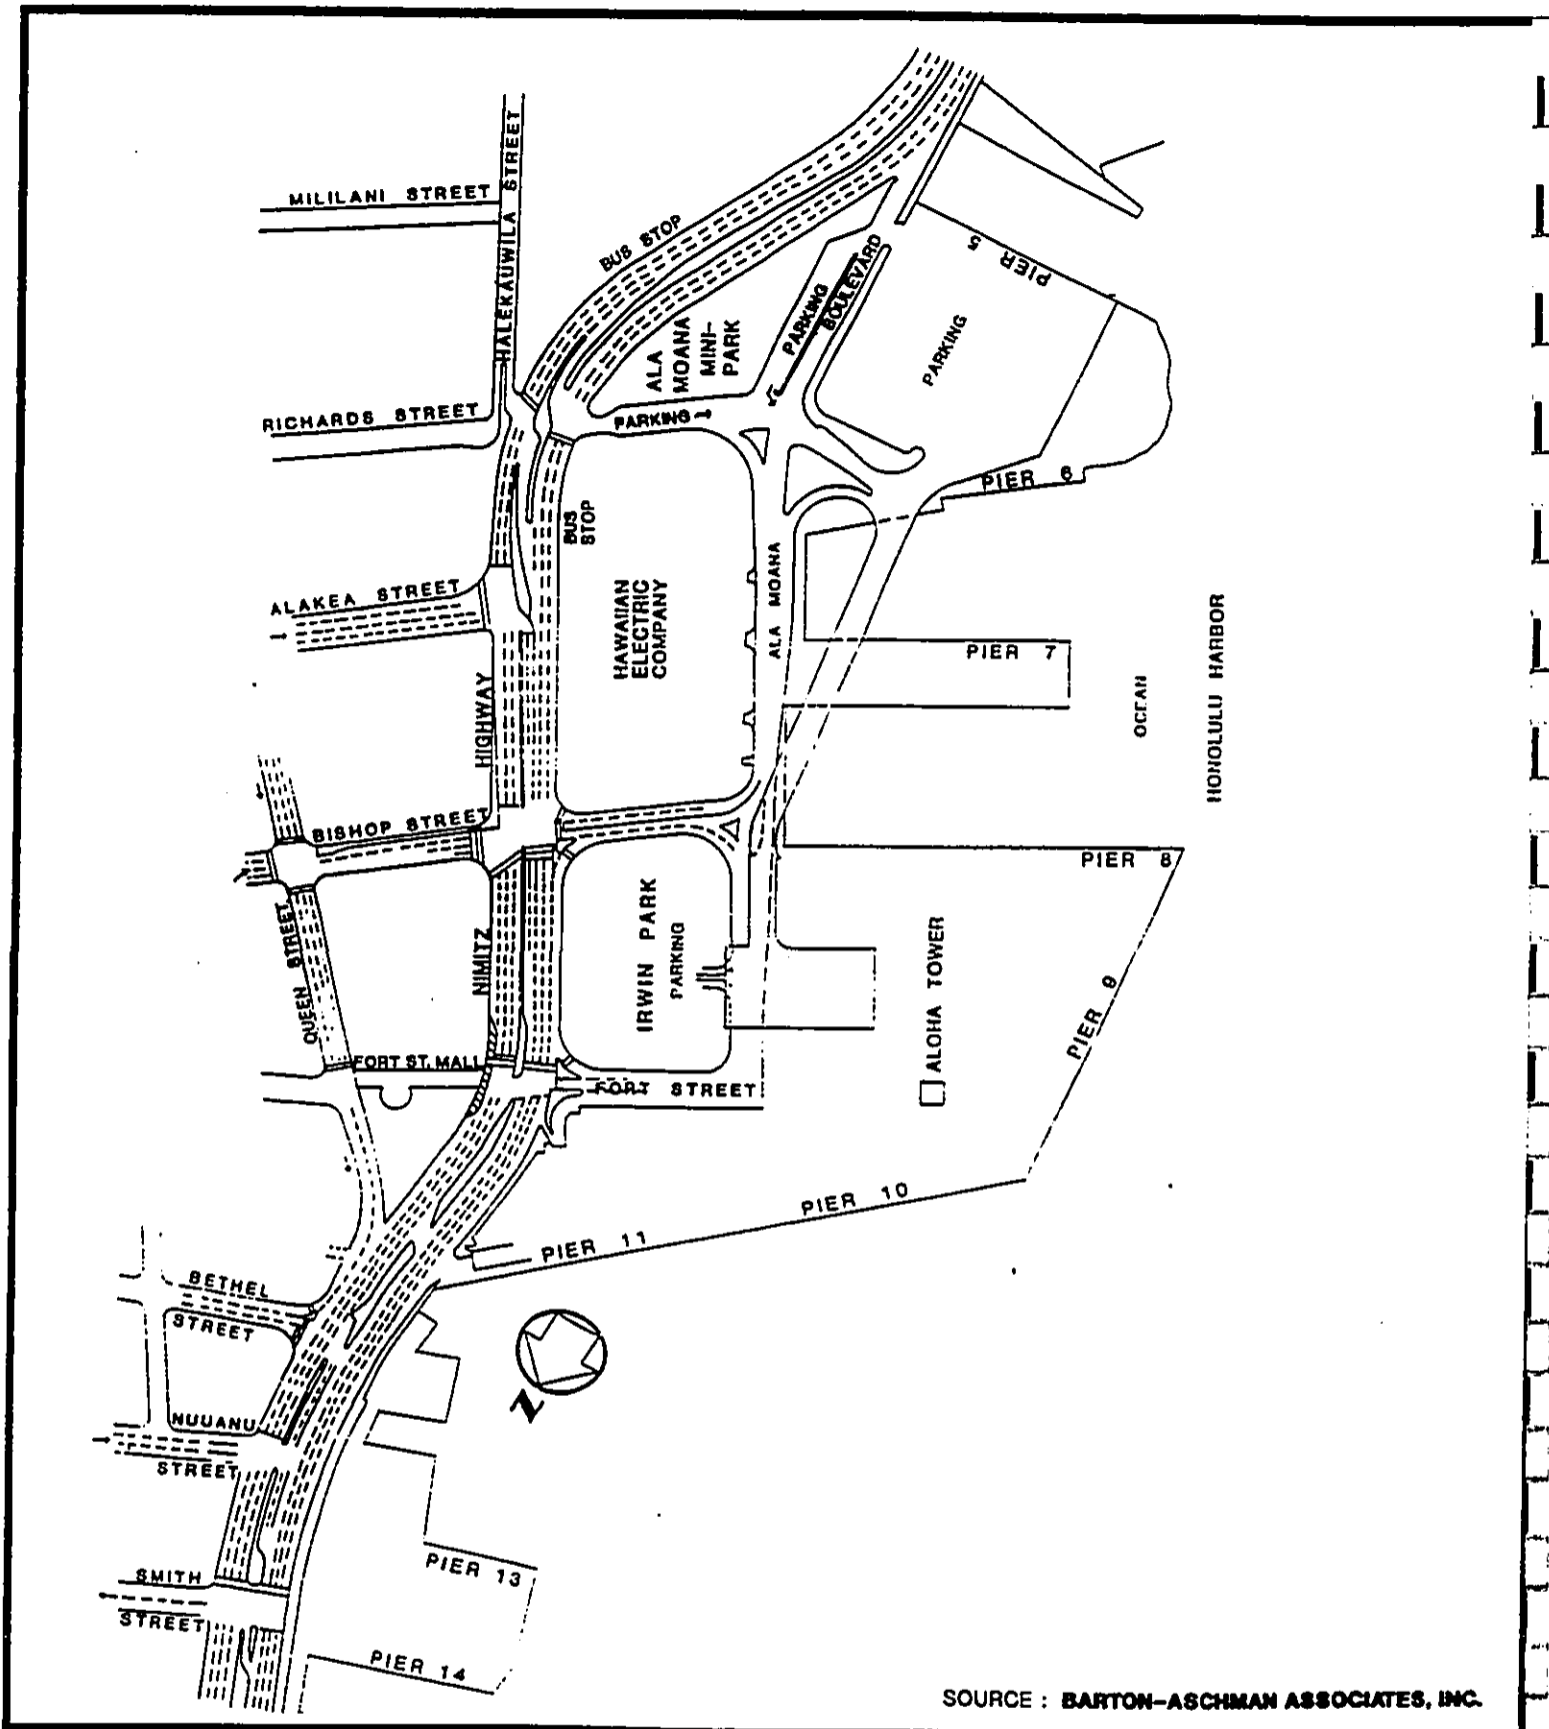 HALEKAUWILA STREET
MILILANI STREET
BUS STOP
PIER 5
PARKING
BOULEVARD
PARKING
ALA
MOANA
MINI-
PARK
RICHARDS STREET
PARKING →
PIER 6
BUS
STOP
ALAKEA STREET
HAWAIIAN
ELECTRIC
COMPANY
ALA MOANA
PIER 7
OCEAN
HONOLULU HARBOR
HIGHWAY
BISHOP STREET
PIER 8
QUEEN STREET
NIMITZ
IRWIN PARK
PARKING
ALOHA TOWER
PIER 9
FORT ST. MALL
FORT STREET
PIER 10
PIER 11
BETHEL
STREET
Z
NUUANU
STREET
PIER 13
SMITH
STREET
PIER 14
SOURCE : BARTON-ASCHMAN ASSOCIATES, INC.